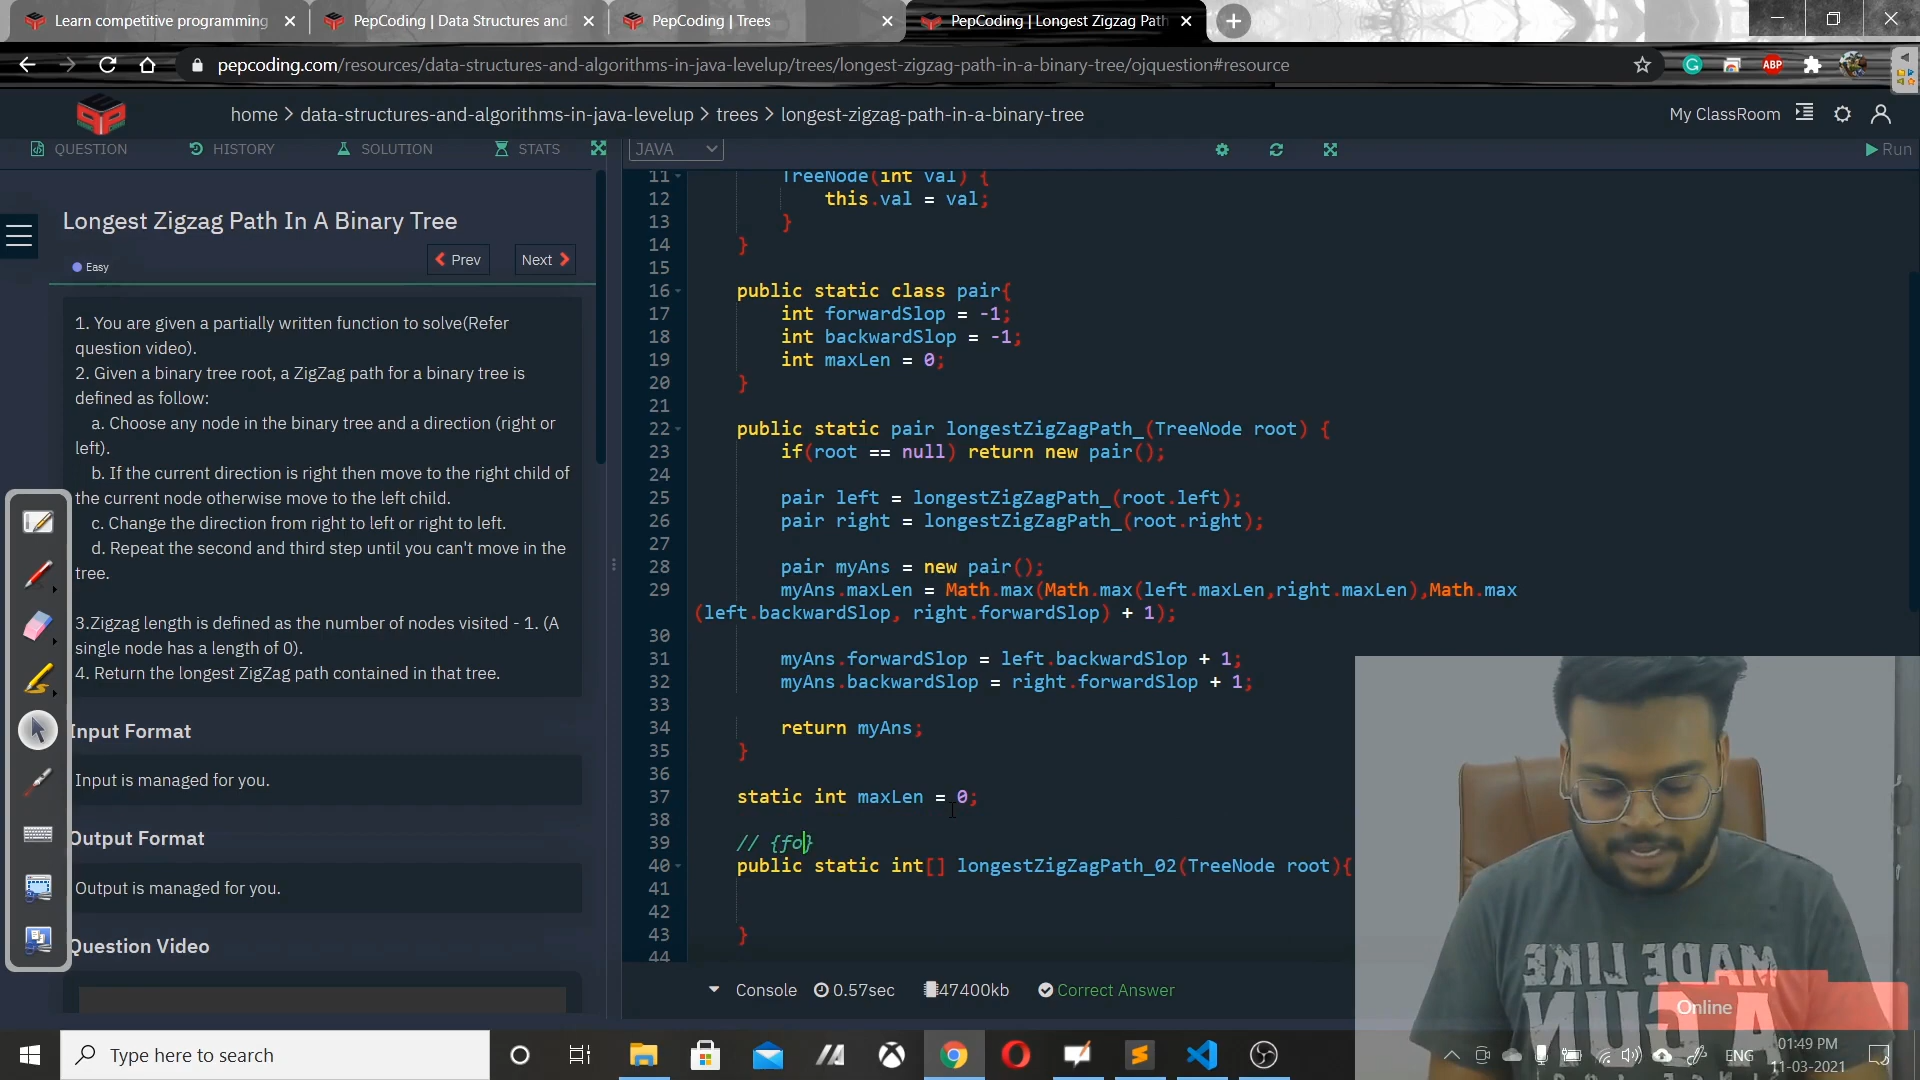 Learn competitive programming
PepCoding | Data Structures and
PepCoding | Trees
PepCoding | Longest Zigzag Path
pepcoding.com/resources/data-structures-and-algorithms-in-java-levelup/trees/longest-zigzag-path-in-a-binary-tree/ojquestion#resource
ABP
home > data-structures-and-algorithms-in-java-levelup > trees > longest-zigzag-path-in-a-binary-tree
My ClassRoom
QUESTION HISTORY SOLUTION STATS
JAVA
Run
Longest Zigzag Path In A Binary Tree
Prev
Next
Easy
1. You are given a partially written function to solve(Refer
question video).
2. Given a binary tree root, a ZigZag path for a binary tree is
defined as follow:
a. Choose any node in the binary tree and a direction (right or
left).
b. If the current direction is right then move to the right child of
the current node otherwise move to the left child.
c. Change the direction from right to left or right to left.
d. Repeat the second and third step until you can't move in the
tree.
3.Zigzag length is defined as the number of nodes visited - 1. (A
single node has a length of 0).
4. Return the longest ZigZag path contained in that tree.
Input Format
Input is managed for you.
Output Format
Output is managed for you.
Question Video
11 TreeNode(int val) {
12 this.val = val;
13 }
14 }
15
16 public static class pair{
17 int forwardSlop = -1;
18 int backwardSlop = -1;
19 int maxLen = 0;
20 }
21
22 public static pair longestZigZagPath_(TreeNode root) {
23 if(root == null) return new pair();
24
25 pair left = longestZigZagPath_(root.left);
26 pair right = longestZigZagPath_(root.right);
27
28 pair myAns = new pair();
29 myAns.maxLen = Math.max(Math.max(left.maxLen,right.maxLen),Math.max
(left.backwardSlop, right.forwardSlop) + 1);
30
31 myAns.forwardSlop = left.backwardSlop + 1;
32 myAns.backwardSlop = right.forwardSlop + 1;
33
34 return myAns;
35 }
36
37 static int maxLen = 0;
38
39 // {fo}
40 public static int[] longestZigZagPath_02(TreeNode root){
41
42
43 }
44
Console 0.57sec 47400kb Correct Answer
MADE LIKE
A GUN
Online
Type here to search
ENG
01:49 PM
11-03-2021